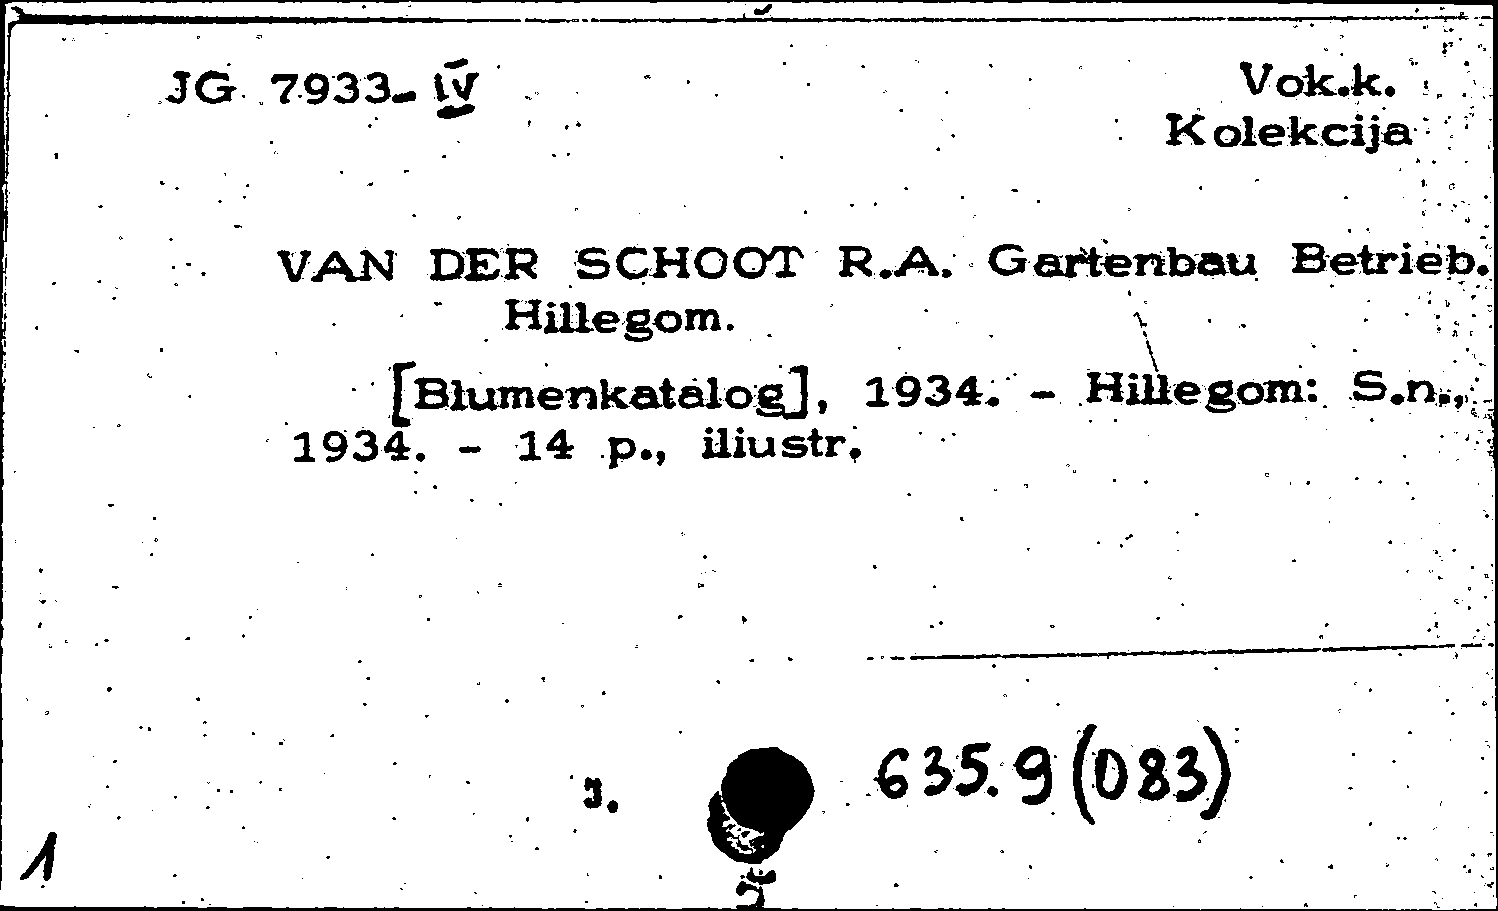 JG 7933-IV
Vok.k.
Kolekcija
VAN DER SCHOOT R.A. Gartenbau Betrieb.
Hillegom.
[Blumenkatalog], 1934. - Hillegom: S.n.,
1934. - 14 p., iliustr.
635.9(083)
1